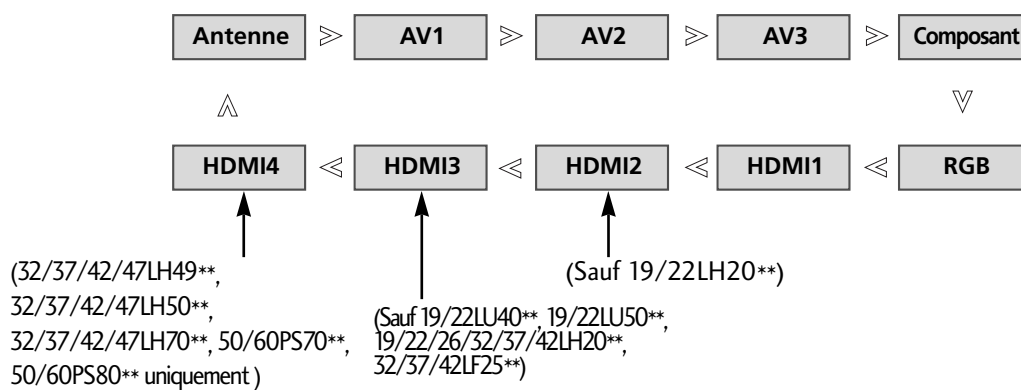 Antenne AV1 AV2 AV3 Composant
HDMI4 HDMI3 HDMI2 HDMI1 RGB
(32/37/42/47LH49**,
32/37/42/47LH50**,
32/37/42/47LH70**, 50/60PS70**,
50/60PS80** uniquement)
(Sauf 19/22LU40**, 19/22LU50**,
19/22/26/32/37/42LH20**,
32/37/42LF25**)
(Sauf 19/22LH20**)